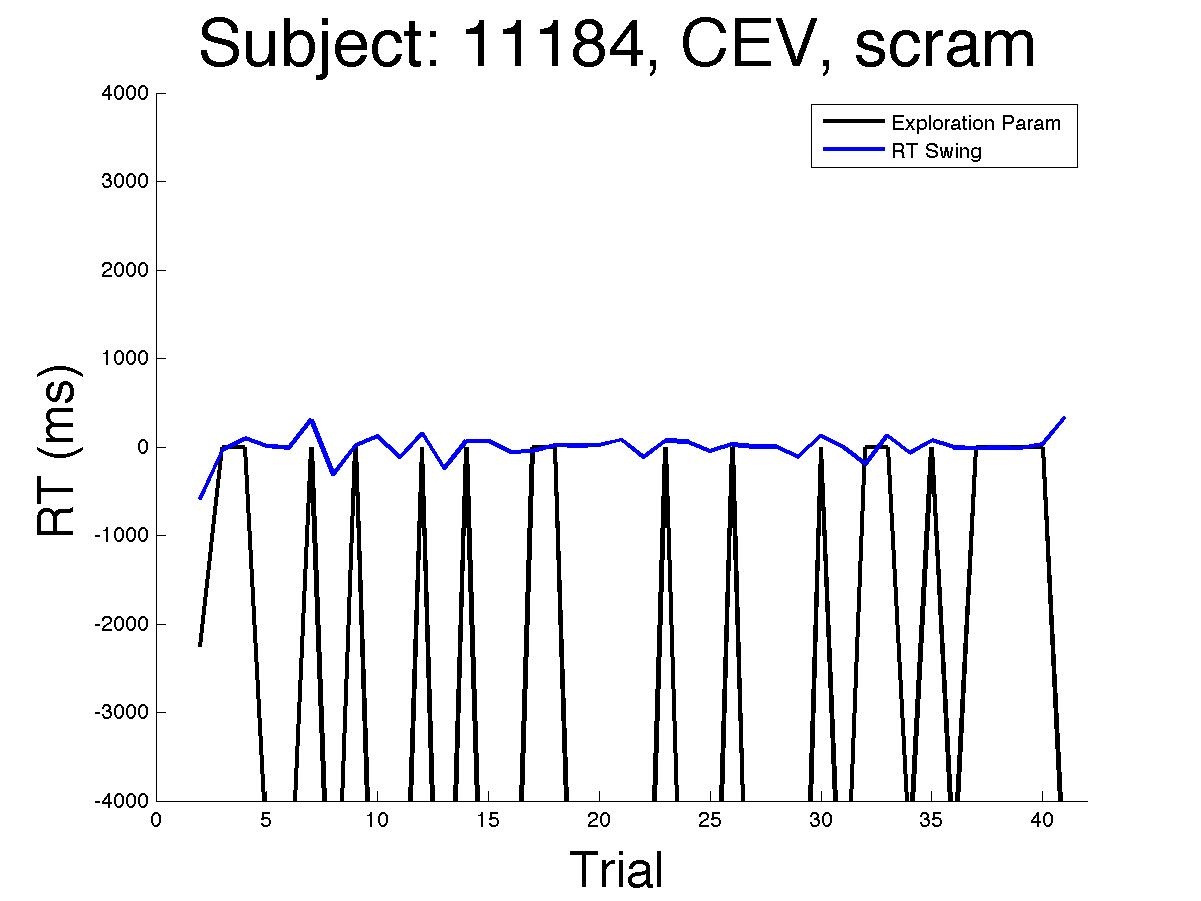 Subject: 11184, CEV, scram
4000
3000
2000
1000
0
-1000
-2000
-3000
-4000
RT (ms)
Exploration Param
RT Swing
0 5 10 15 20 25 30 35 40
Trial